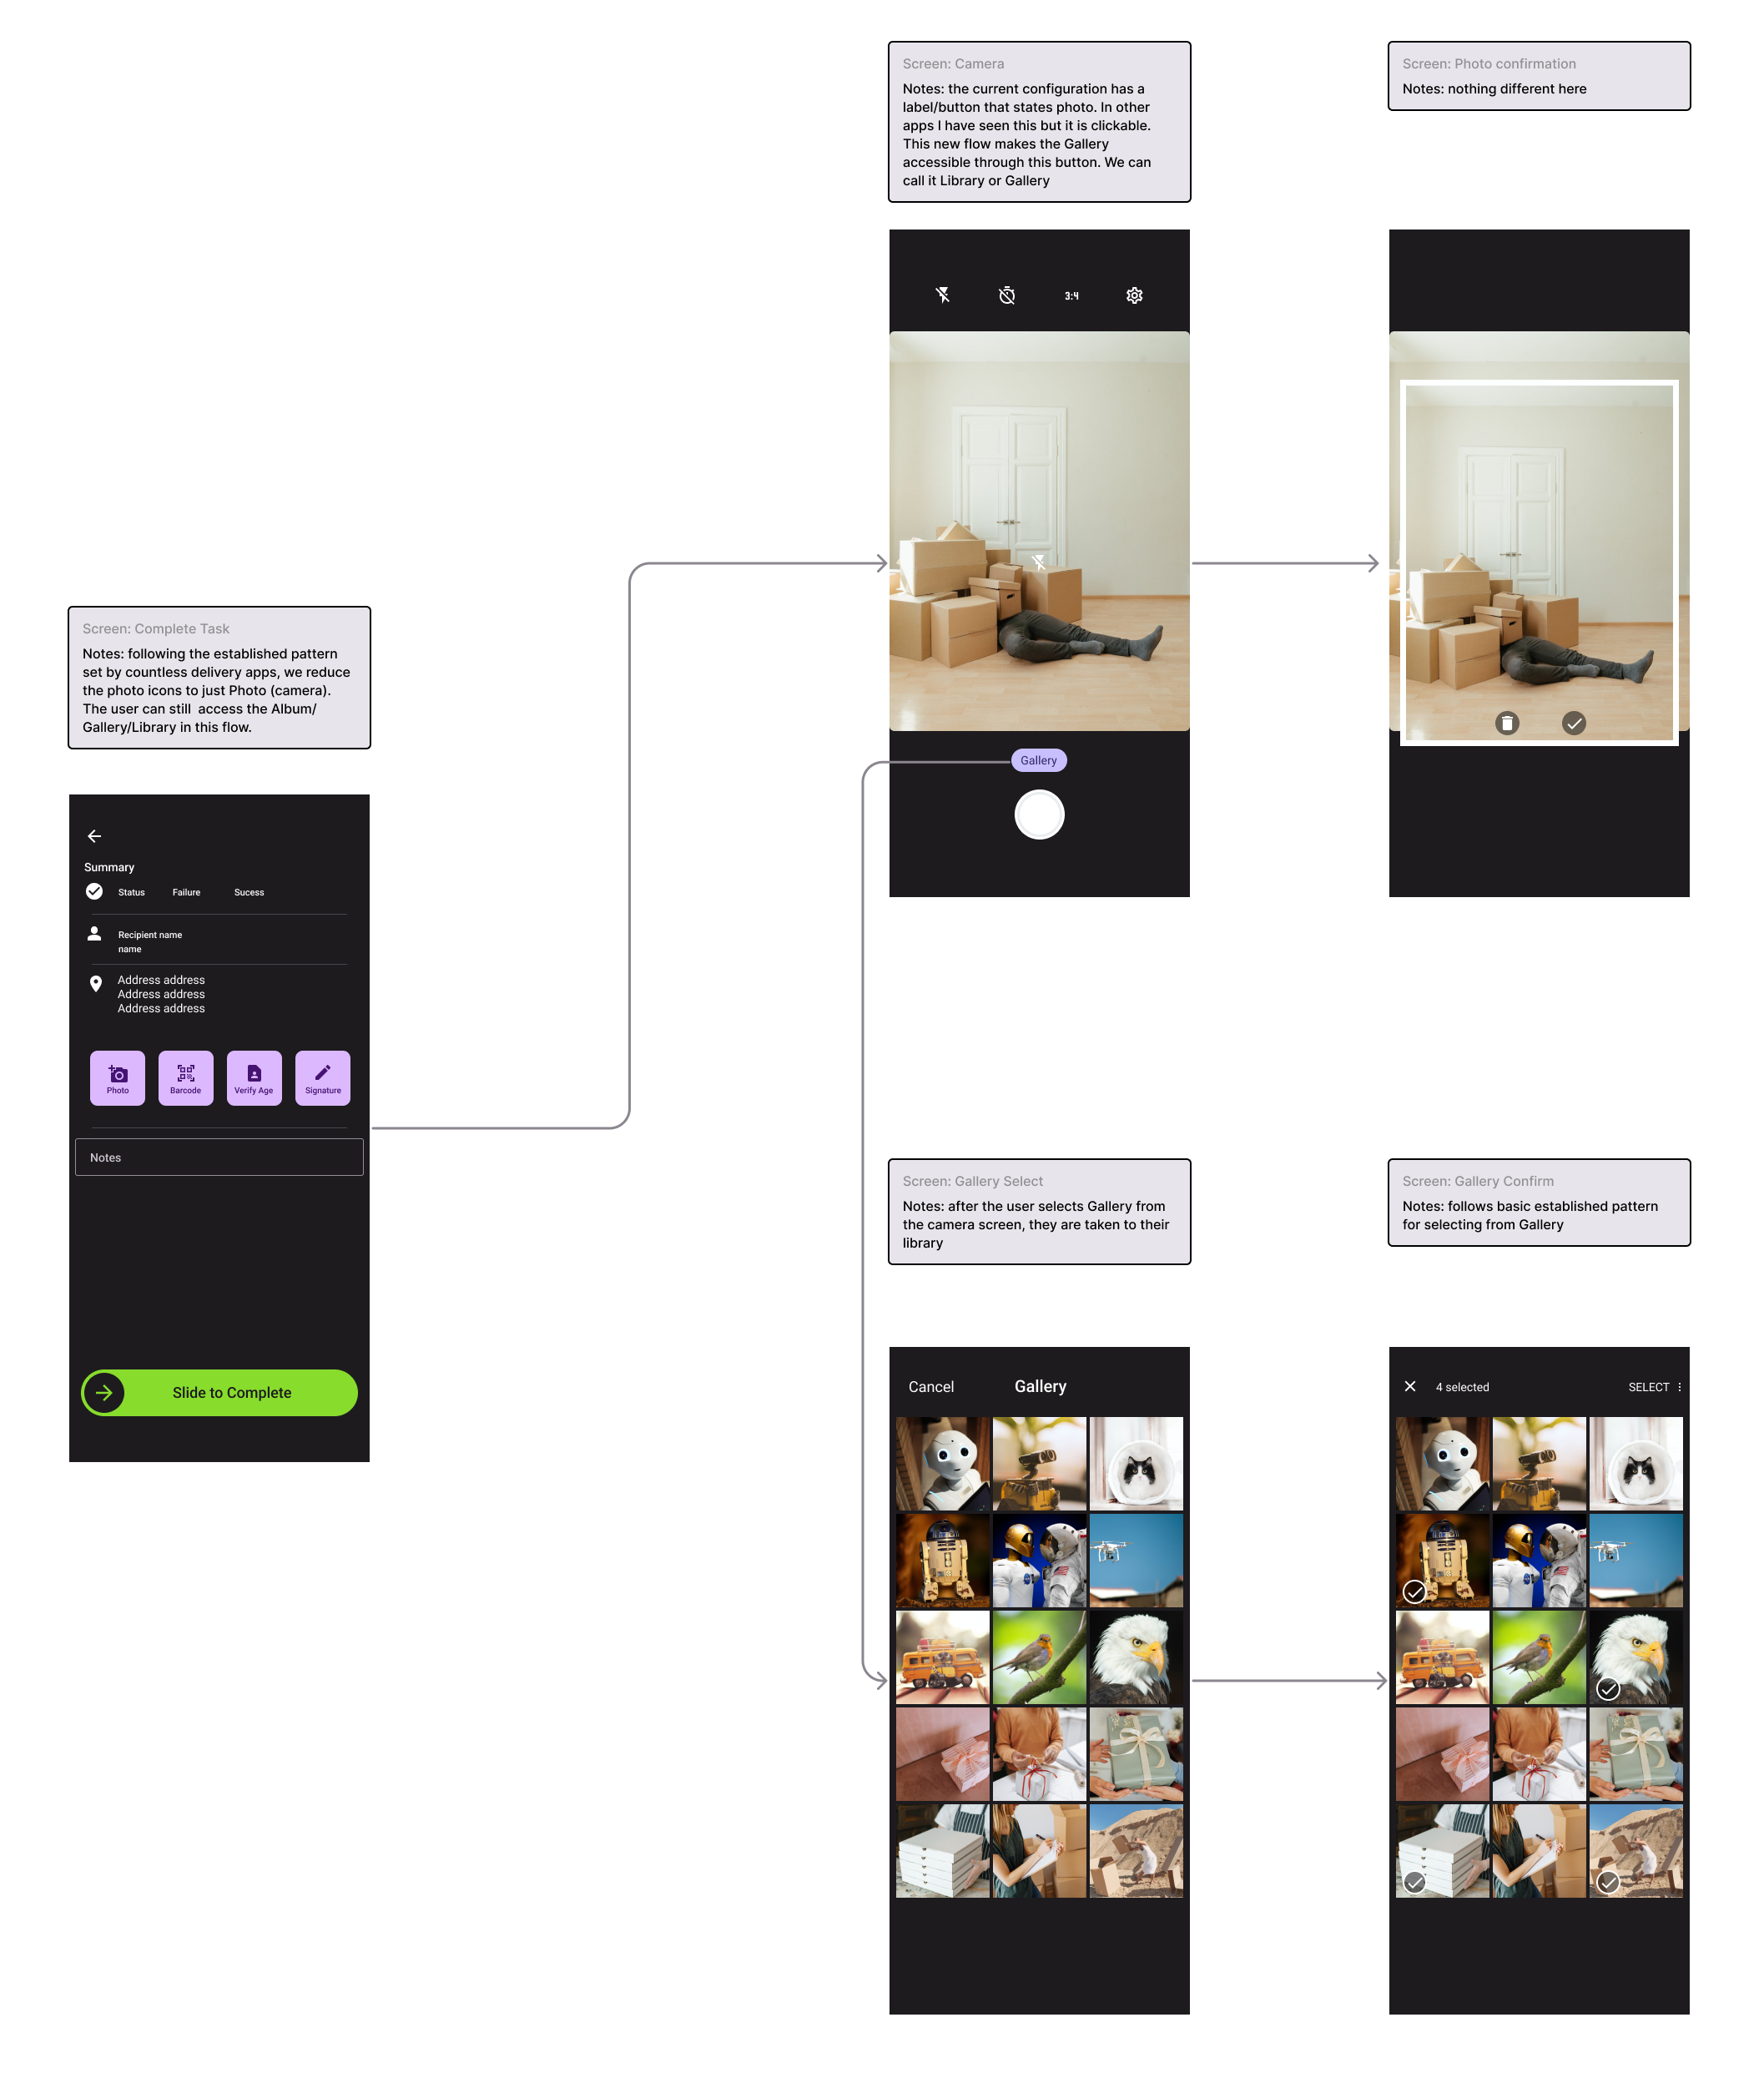 Screen: Camera
Notes: the current configuration has a
label/button that states photo. In other
apps I have seen this but it is clickable.
This new flow makes the Gallery
accessible through this button. We can
call it Library or Gallery
Screen: Photo confirmation
Notes: nothing different here
3:4
Gallery
Screen: Complete Task
Notes: following the established pattern
set by countless delivery apps, we reduce
the photo icons to just Photo (camera).
The user can still  access the Album/
Gallery/Library in this flow.
Summary
Status Failure Sucess
Recipient name
name
Address address
Address address
Address address
Photo Barcode Verify Age Signature
Notes
Slide to Complete
Screen: Gallery Select
Notes: after the user selects Gallery from
the camera screen, they are taken to their
library
Screen: Gallery Confirm
Notes: follows basic established pattern
for selecting from Gallery
Cancel Gallery
4 selected SELECT